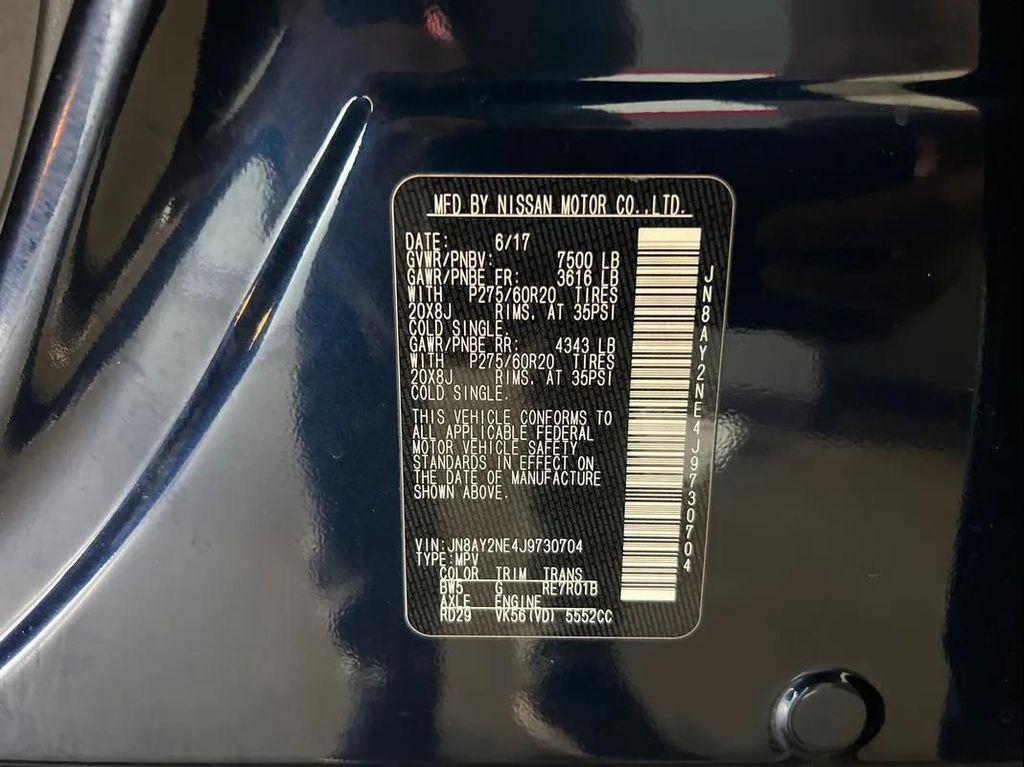 MFD BY NISSAN MOTOR CO.,LTD.
DATE: 6/17
GVWR/PNBV: 7500 LB
GAWR/PNBE FR: 3616 LB
WITH P275/60R20 TIRES
20X8J RIMS, AT 35PSI
COLD SINGLE.
GAWR/PNBE RR: 4343 LB
WITH P275/60R20 TIRES
20X8J RIMS, AT 35PSI
COLD SINGLE.
THIS VEHICLE CONFORMS TO
ALL APPLICABLE FEDERAL
MOTOR VEHICLE SAFETY
STANDARDS IN EFFECT ON
THE DATE OF MANUFACTURE
SHOWN ABOVE.
VIN:JN8AY2NE4J9730704
TYPE:MPV
COLOR TRIM TRANS
BW5 G RE7R01B
AXLE ENGINE
RD29 VK56(VD) 5552CC
JN8AY2NE4J9730704